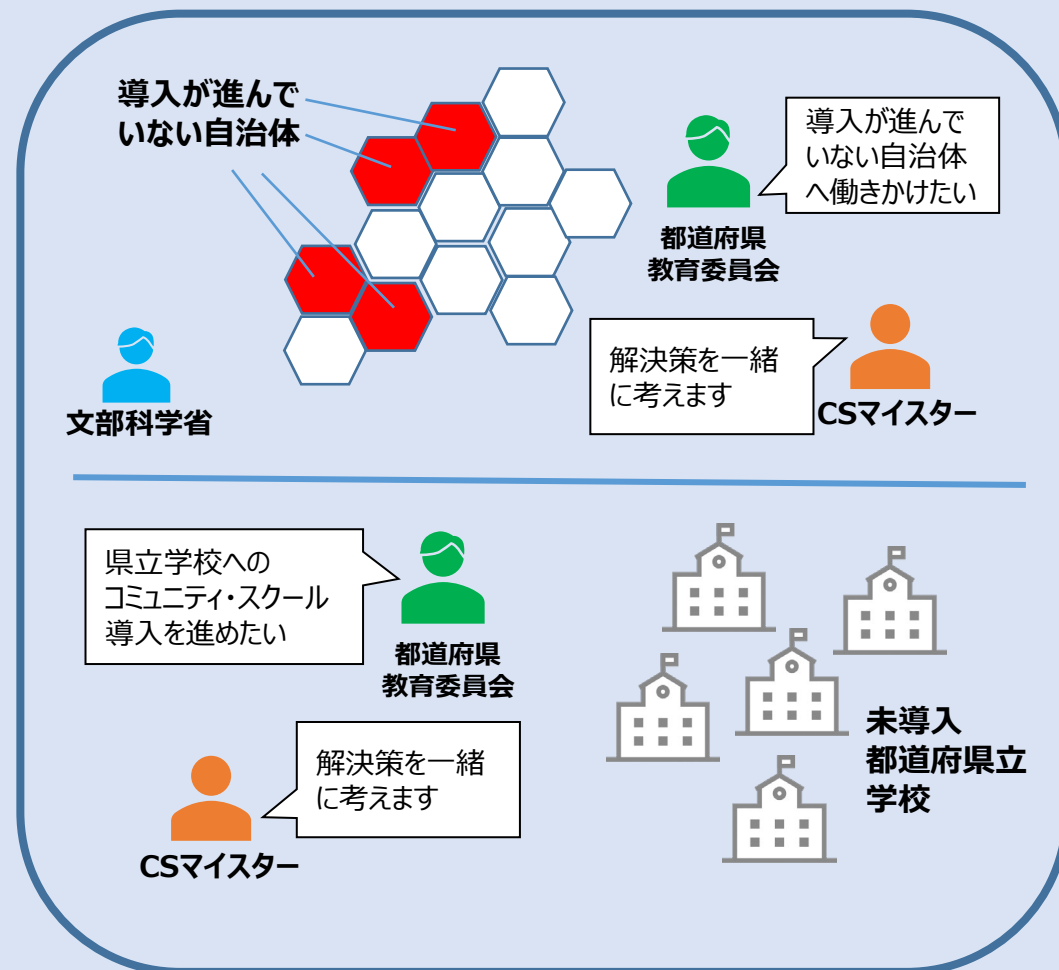 導入が進んで
いない自治体
導入が進んで
いない自治体
へ働きかけたい
都道府県
教育委員会
解決策を一緒
に考えます
CSマイスター
文部科学省
県立学校への
コミュニティ・スクール
導入を進めたい
都道府県
教育委員会
未導入
都道府県立
学校
解決策を一緒
に考えます
CSマイスター